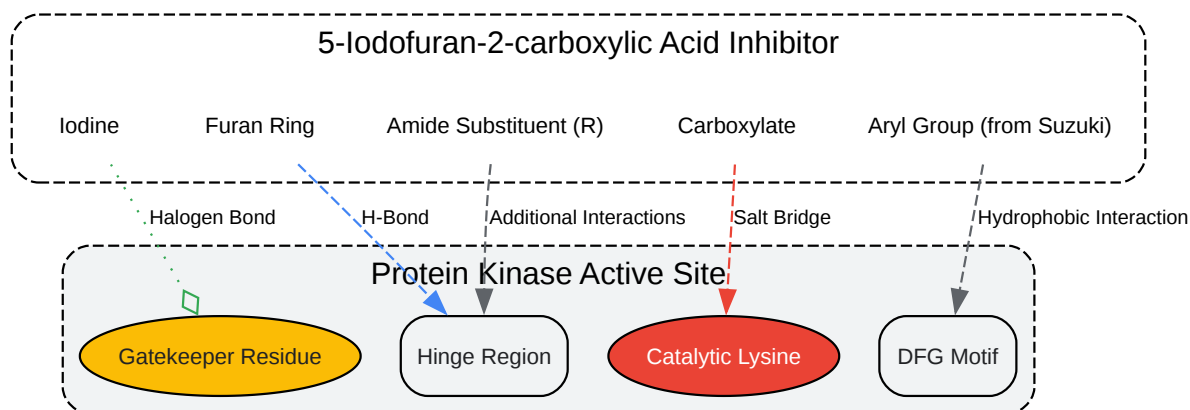 5-Iodofuran-2-carboxylic Acid Inhibitor
Iodine
Furan Ring
Amide Substituent (R)
Carboxylate
Aryl Group (from Suzuki)
Halogen Bond
H-Bond
Additional Interactions
Salt Bridge
Hydrophobic Interaction
Protein Kinase Active Site
Gatekeeper Residue
Hinge Region
Catalytic Lysine
DFG Motif